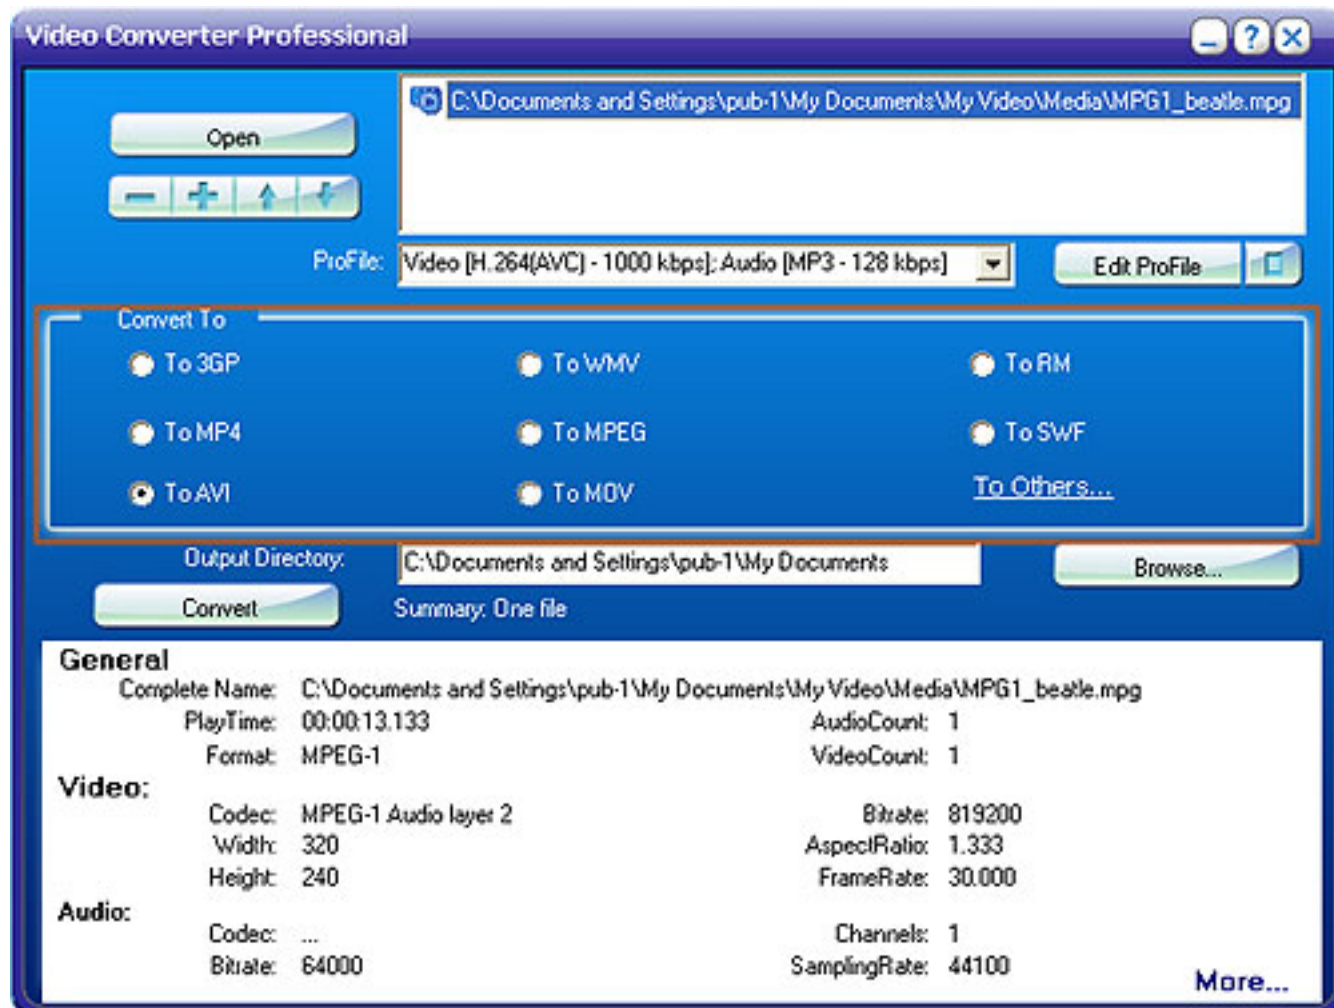 Video Converter Professional
C:\Documents and Settings\pub-1\My Documents\My Video\Media\MPG1_beatle.mpg
Open
ProFile: Video [H.264(AVC) - 1000 kbps]; Audio [MP3 - 128 kbps] Edit ProFile
Convert To
To 3GP To WMV To RM
To MP4 To MPEG To SWF
To AVI To MOV To Others...
Output Directory: C:\Documents and Settings\pub-1\My Documents Browse...
Convert Summary: One file
General
Complete Name: C:\Documents and Settings\pub-1\My Documents\My Video\Media\MPG1_beatle.mpg
PlayTime: 00:00:13.133 AudioCount: 1
Format: MPEG-1 VideoCount: 1
Video:
Codec: MPEG-1 Audio layer 2 Bitrate: 819200
Width: 320 AspectRatio: 1.333
Height: 240 FrameRate: 30.000
Audio:
Codec: ... Channels: 1
Bitrate: 64000 SamplingRate: 44100
More...